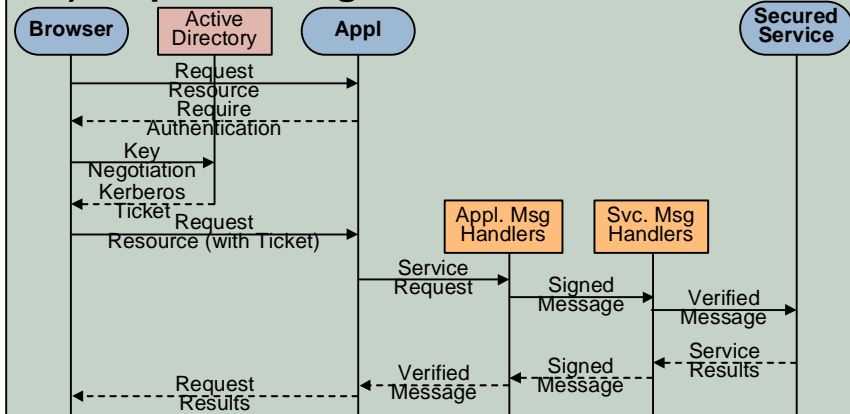 Browser
Active
Directory
Appl
Secured
Service
Request
Resource
Require
Authentication
Key
Negotiation
Kerberos
Ticket
Request
Resource (with Ticket)
Appl. Msg
Handlers
Svc. Msg
Handlers
Service
Request
Signed
Message
Verified
Message
Service
Results
Signed
Message
Verified
Message
Request
Results